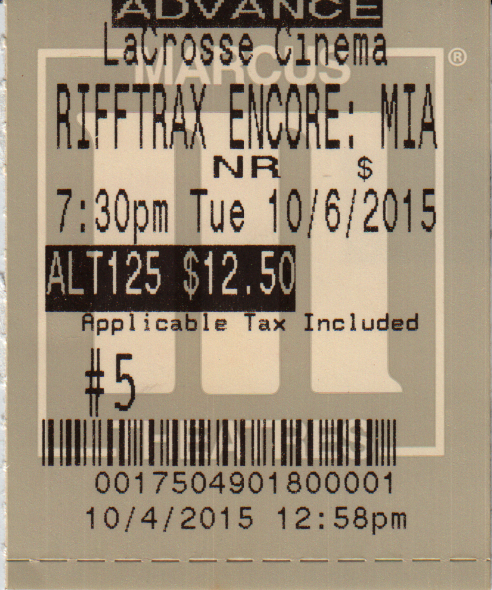 ADVANCE
LaCrosse Cinema
MARCUS
®
RIFFTRAX ENCORE: MIA
NR $
7:30pm Tue 10/6/2015
ALT125 $12.50
Applicable Tax Included
#5
THEATRES
0017504901800001
10/4/2015 12:58pm